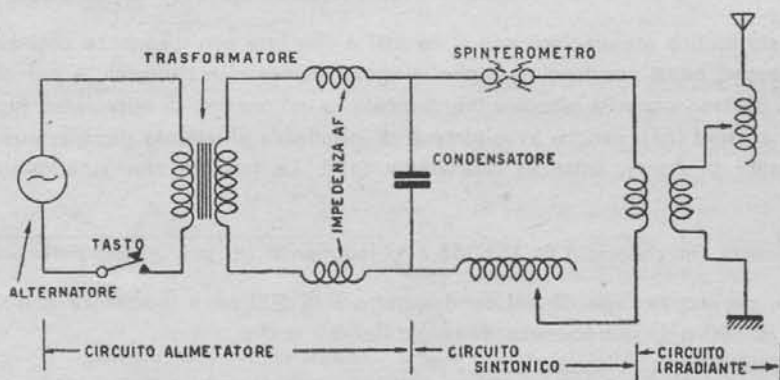 TRASFORMATORE
SPINTEROMETRO
IMPEDENZA AF
CONDENSATORE
TASTO
ALTERNATORE
CIRCUITO ALIMETATORE
CIRCUITO
SINTONICO
CIRCUITO
IRRADIANTE